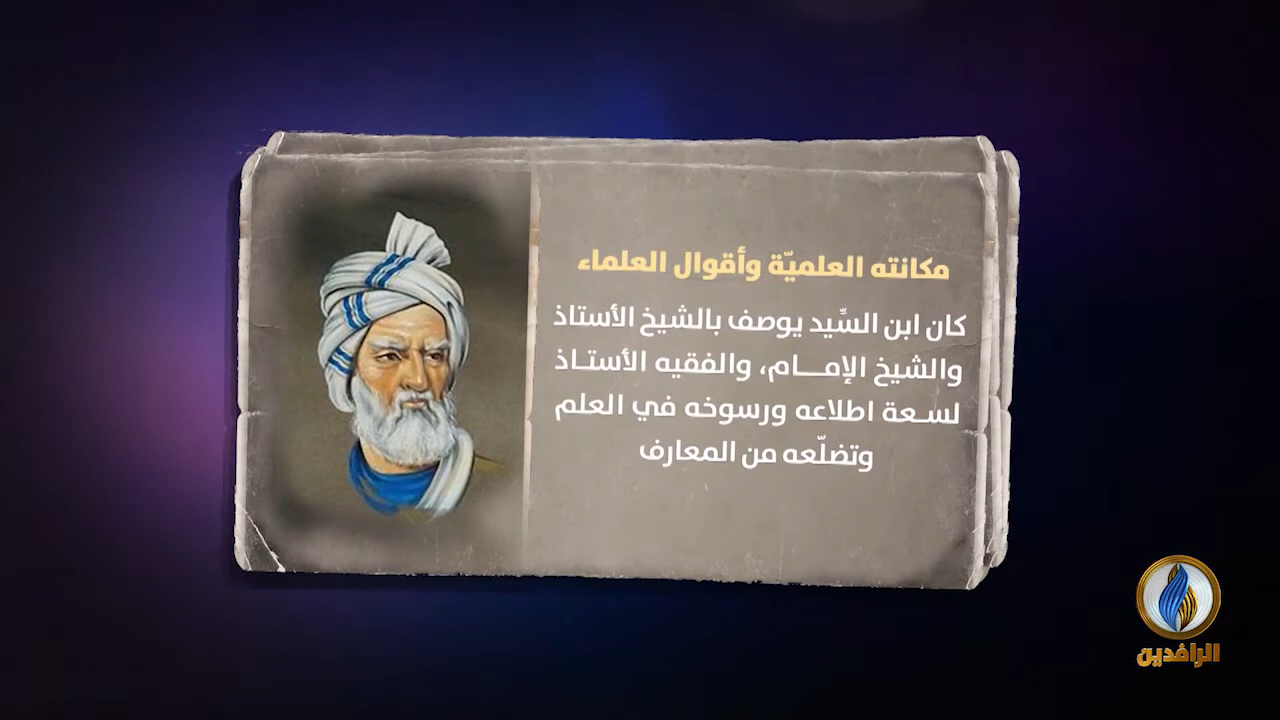 مكانته العلميّة وأقوال العلماء
كان ابن السِّيد يوصف بالشيخ الأستاذ
والشيخ الإمـــام، والفقيه الأستـاذ
لسـعة اطلاعه ورسوخه في العلم
وتضلّعه من المعارف
الرافدين